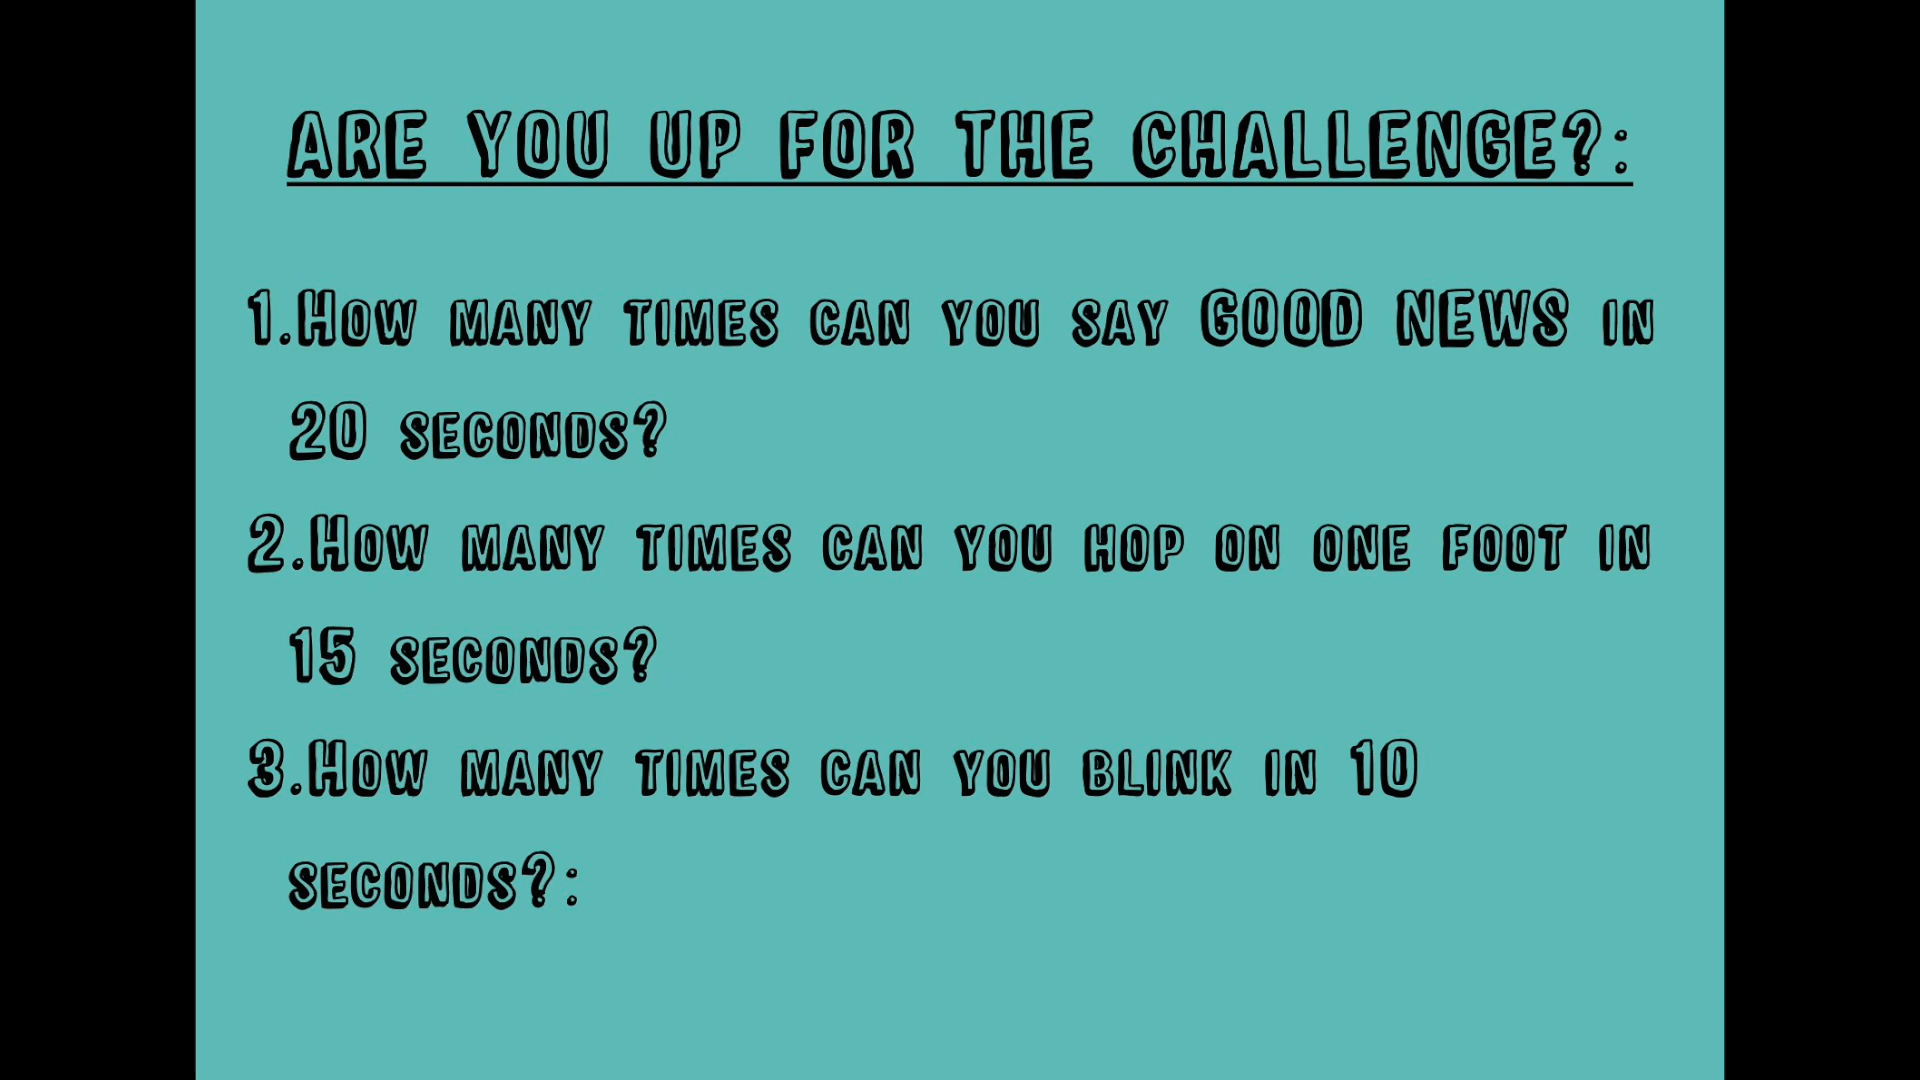 ARE YOU UP FOR THE CHALLENGE?:
1.How many times can you say GOOD NEWS in
20 seconds?
2.How many times can you hop on one foot in
15 seconds?
3.How many times can you blink in 10
seconds?: